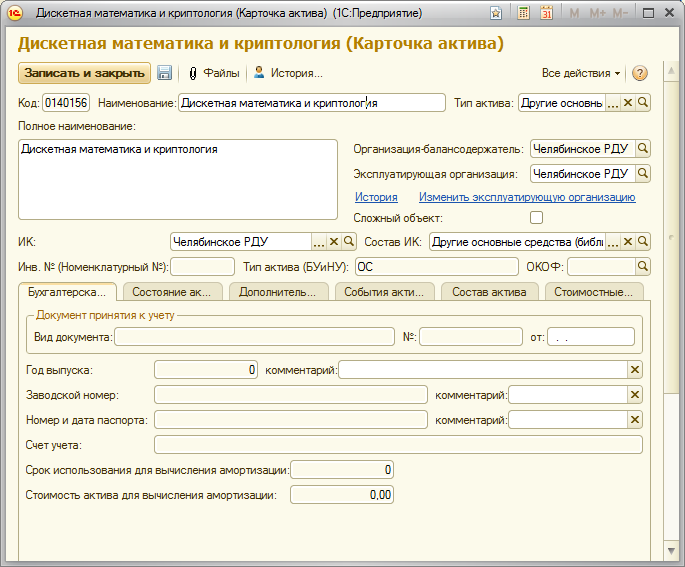 Дискетная математика и криптология (Карточка актива) (1С:Предприятие)
M M+ M-
Дискетная математика и криптология (Карточка актива)
Записать и закрыть Файлы История... Все действия
Код: 0140156 Наименование: Дискетная математика и криптология Тип актива: Другие основны
Полное наименование:
Дискетная математика и криптология
Организация-балансодержатель: Челябинское РДУ
Эксплуатирующая организация: Челябинское РДУ
История Изменить эксплуатирующую организацию
Сложный объект:
ИК: Челябинское РДУ Состав ИК: Другие основные средства (библ
Инв. № (Номенклатурный №): Тип актива (БУиНУ): ОС ОКОФ:
Бухгалтерска... Состояние ак... Дополнитель... События акти... Состав актива Стоимостные...
Документ принятия к учету
Вид документа: №: от: . .
Год выпуска: 0 комментарий:
Заводской номер: комментарий:
Номер и дата паспорта: комментарий:
Счет учета:
Срок использования для вычисления амортизации: 0
Стоимость актива для вычисления амортизации: 0,00